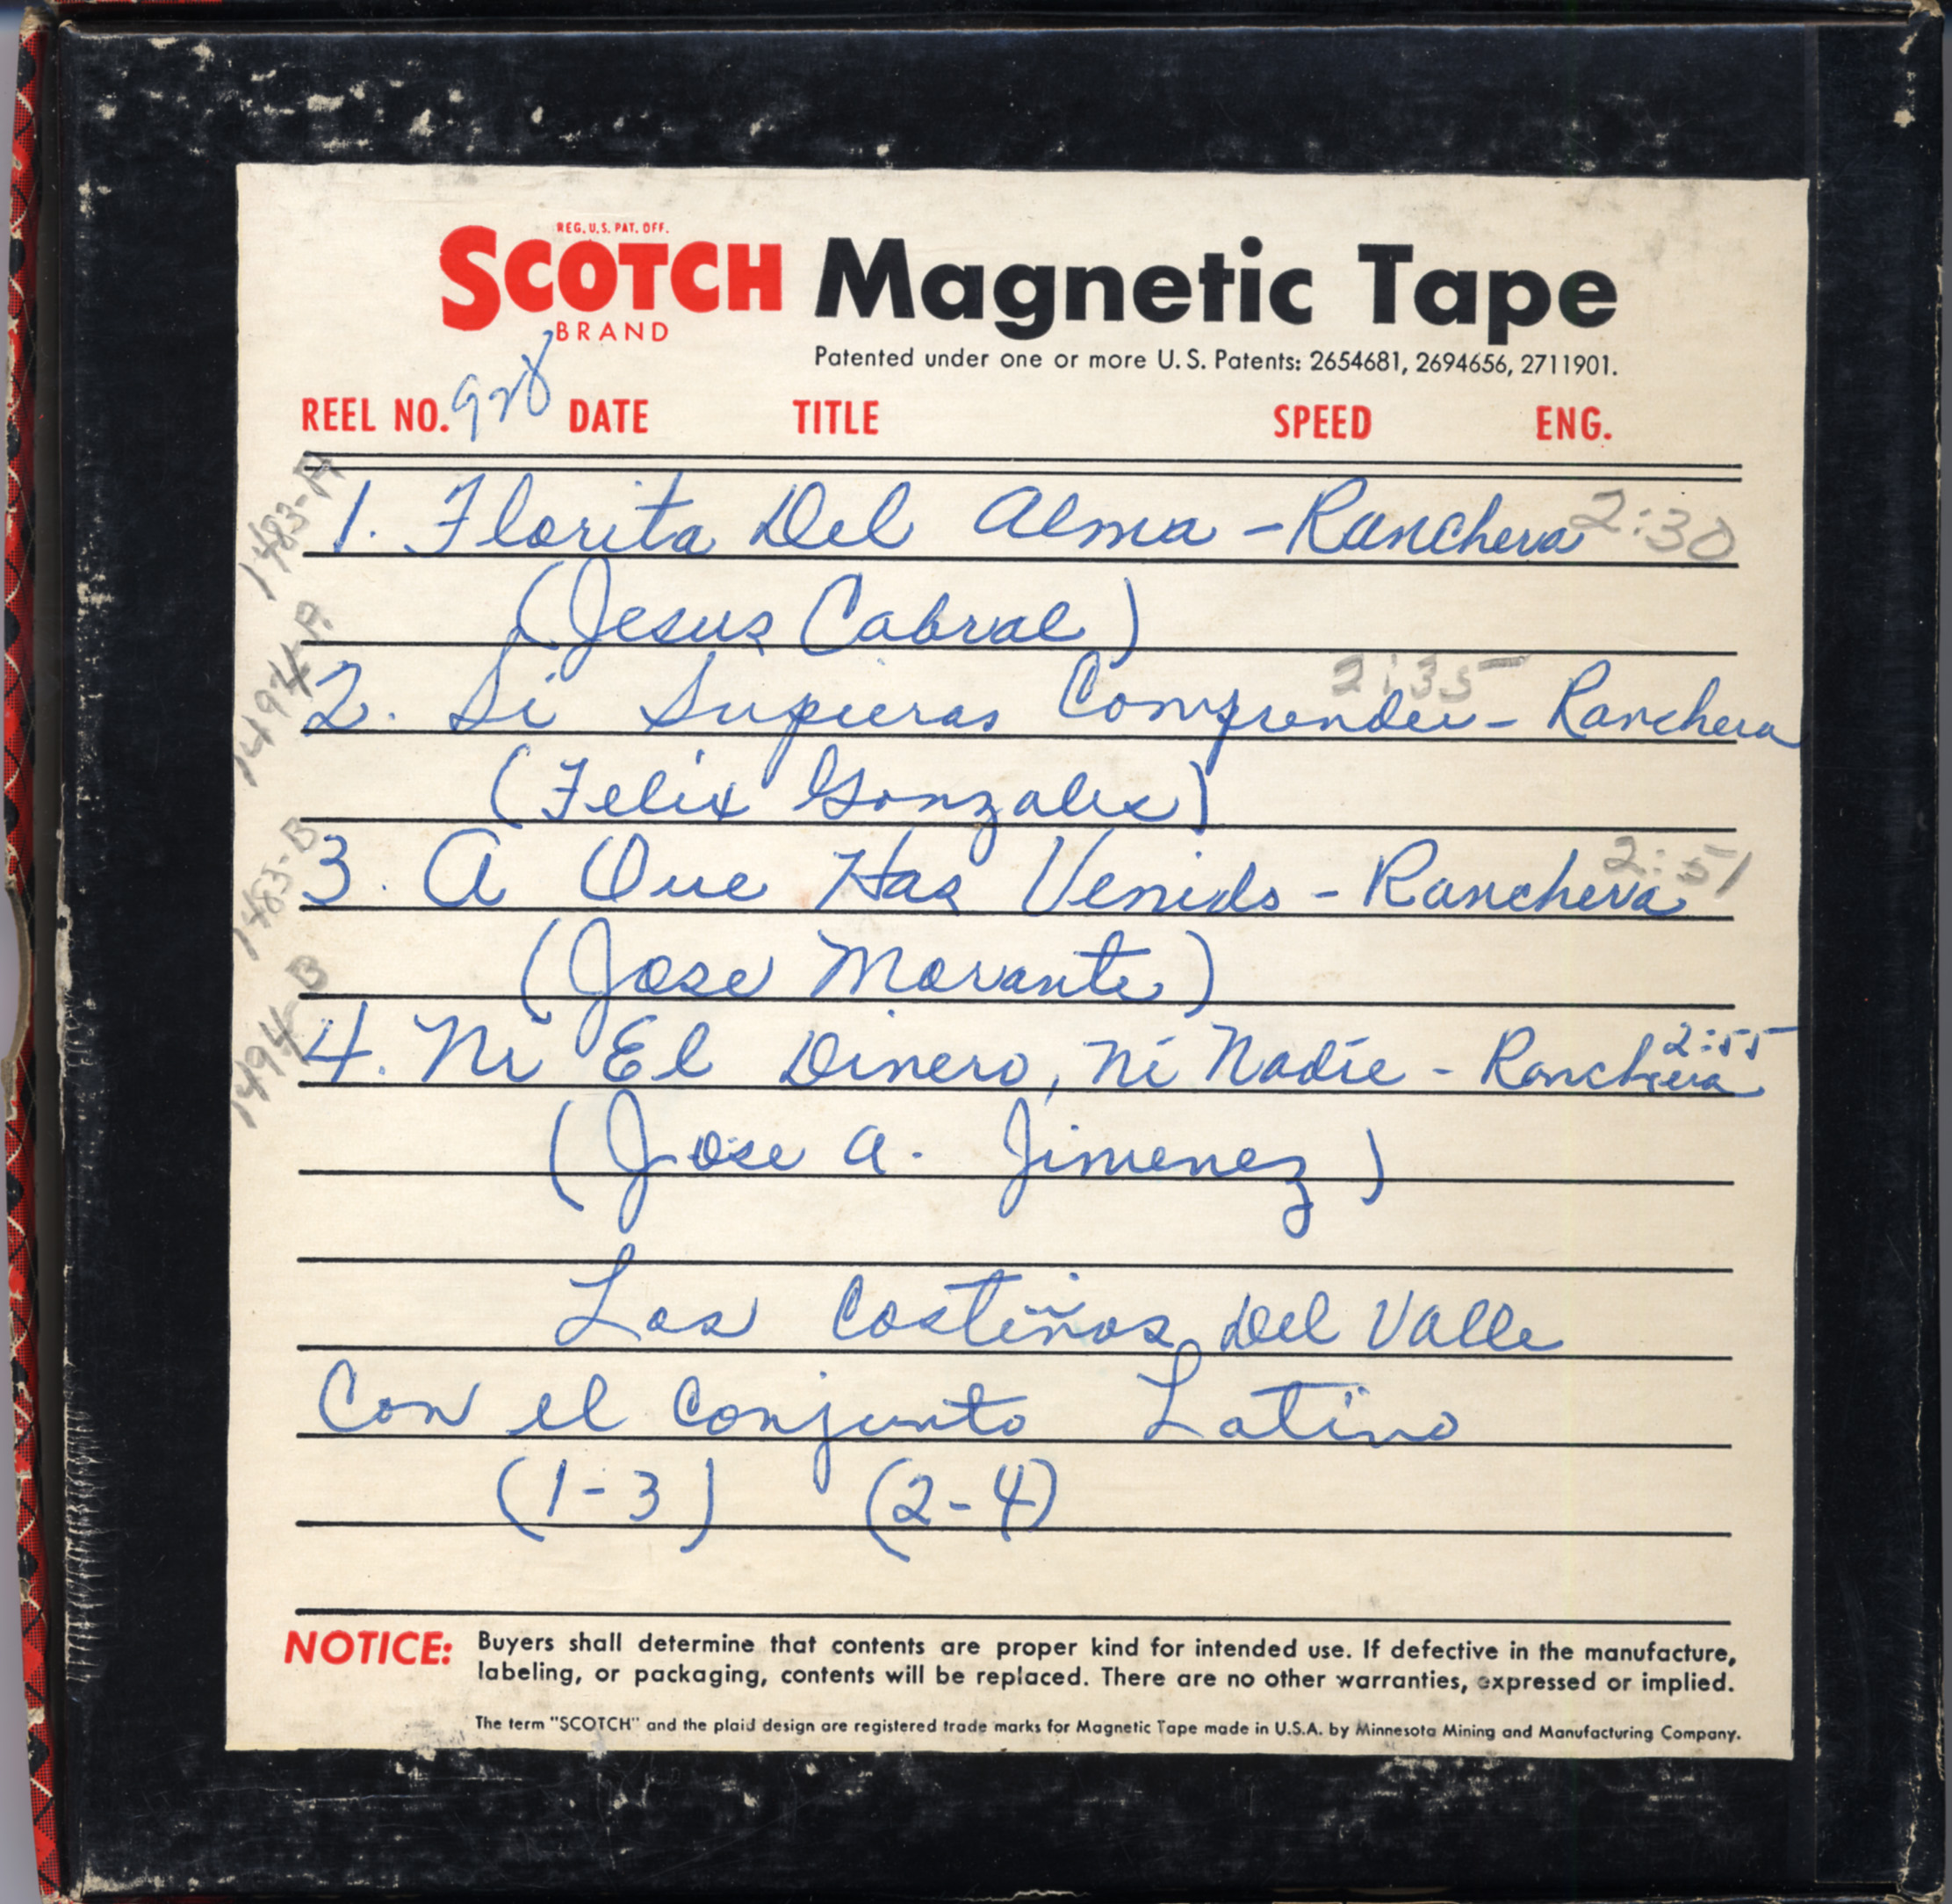 REG. U.S. PAT. OFF.
SCOTCH Magnetic Tape
BRAND
Patented under one or more U.S. Patents: 2654681, 2694656, 2711901.
REEL NO. 928 DATE TITLE SPEED ENG.
1483-A 1. Florita Del Alma - Ranchera 2:30
(Jesus Cabral)
1494-A 2. Si Supieras Comprender - Ranchera 2:35
(Felix Gonzalez)
1483-B 3. A Que Has Venido - Ranchera 2:51
(Jose Morante)
1494-B 4. Ni El Dinero, Ni Nadie - Ranchera 2:55
(Jose A. Jimenez)
Los Costeños Del Valle
Con el Conjunto Latino
(1-3) (2-4)
NOTICE: Buyers shall determine that contents are proper kind for intended use. If defective in the manufacture,
labeling, or packaging, contents will be replaced. There are no other warranties, expressed or implied.
The term "SCOTCH" and the plaid design are registered trade marks for Magnetic Tape made in U.S.A. by Minnesota Mining and Manufacturing Company.